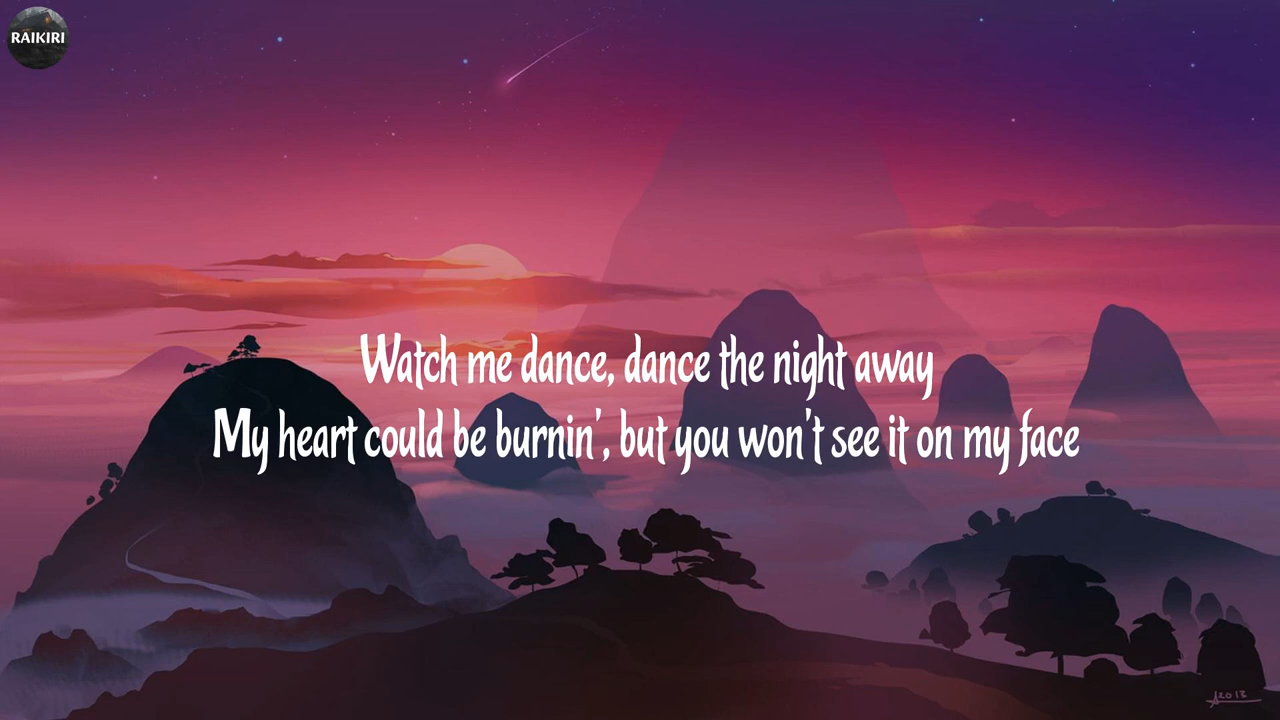 RAIKIRI
Watch me dance, dance the night away
My heart could be burnin', but you won't see it on my face
2013